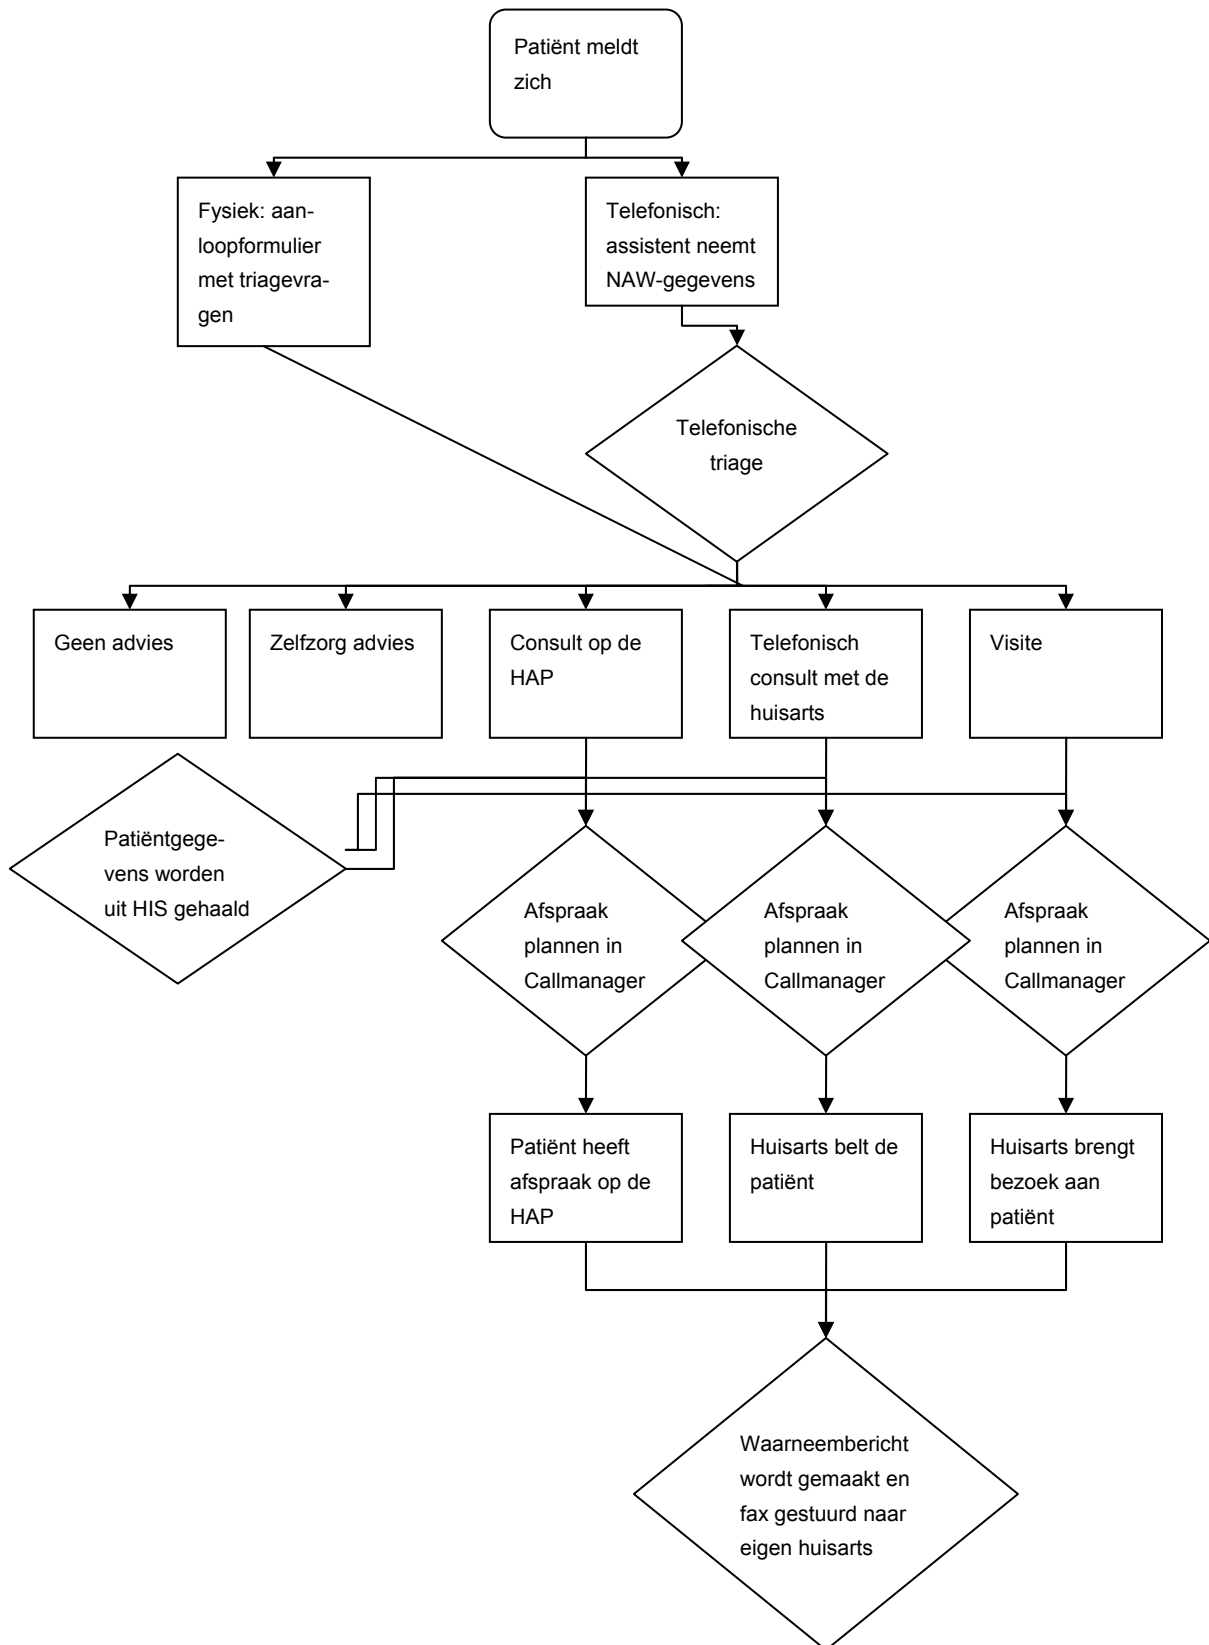 Patiënt meldt
zich
Fysiek: aan-
loopformulier
met triagevra-
gen
Telefonisch:
assistent neemt
NAW-gegevens
Telefonische
triage
Geen advies
Zelfzorg advies
Consult op de
HAP
Telefonisch
consult met de
huisarts
Visite
Patiëntgege-
vens worden
uit HIS gehaald
Afspraak
plannen in
Callmanager
Afspraak
plannen in
Callmanager
Afspraak
plannen in
Callmanager
Patiënt heeft
afspraak op de
HAP
Huisarts belt de
patiënt
Huisarts brengt
bezoek aan
patiënt
Waarneembericht
wordt gemaakt en
fax gestuurd naar
eigen huisarts